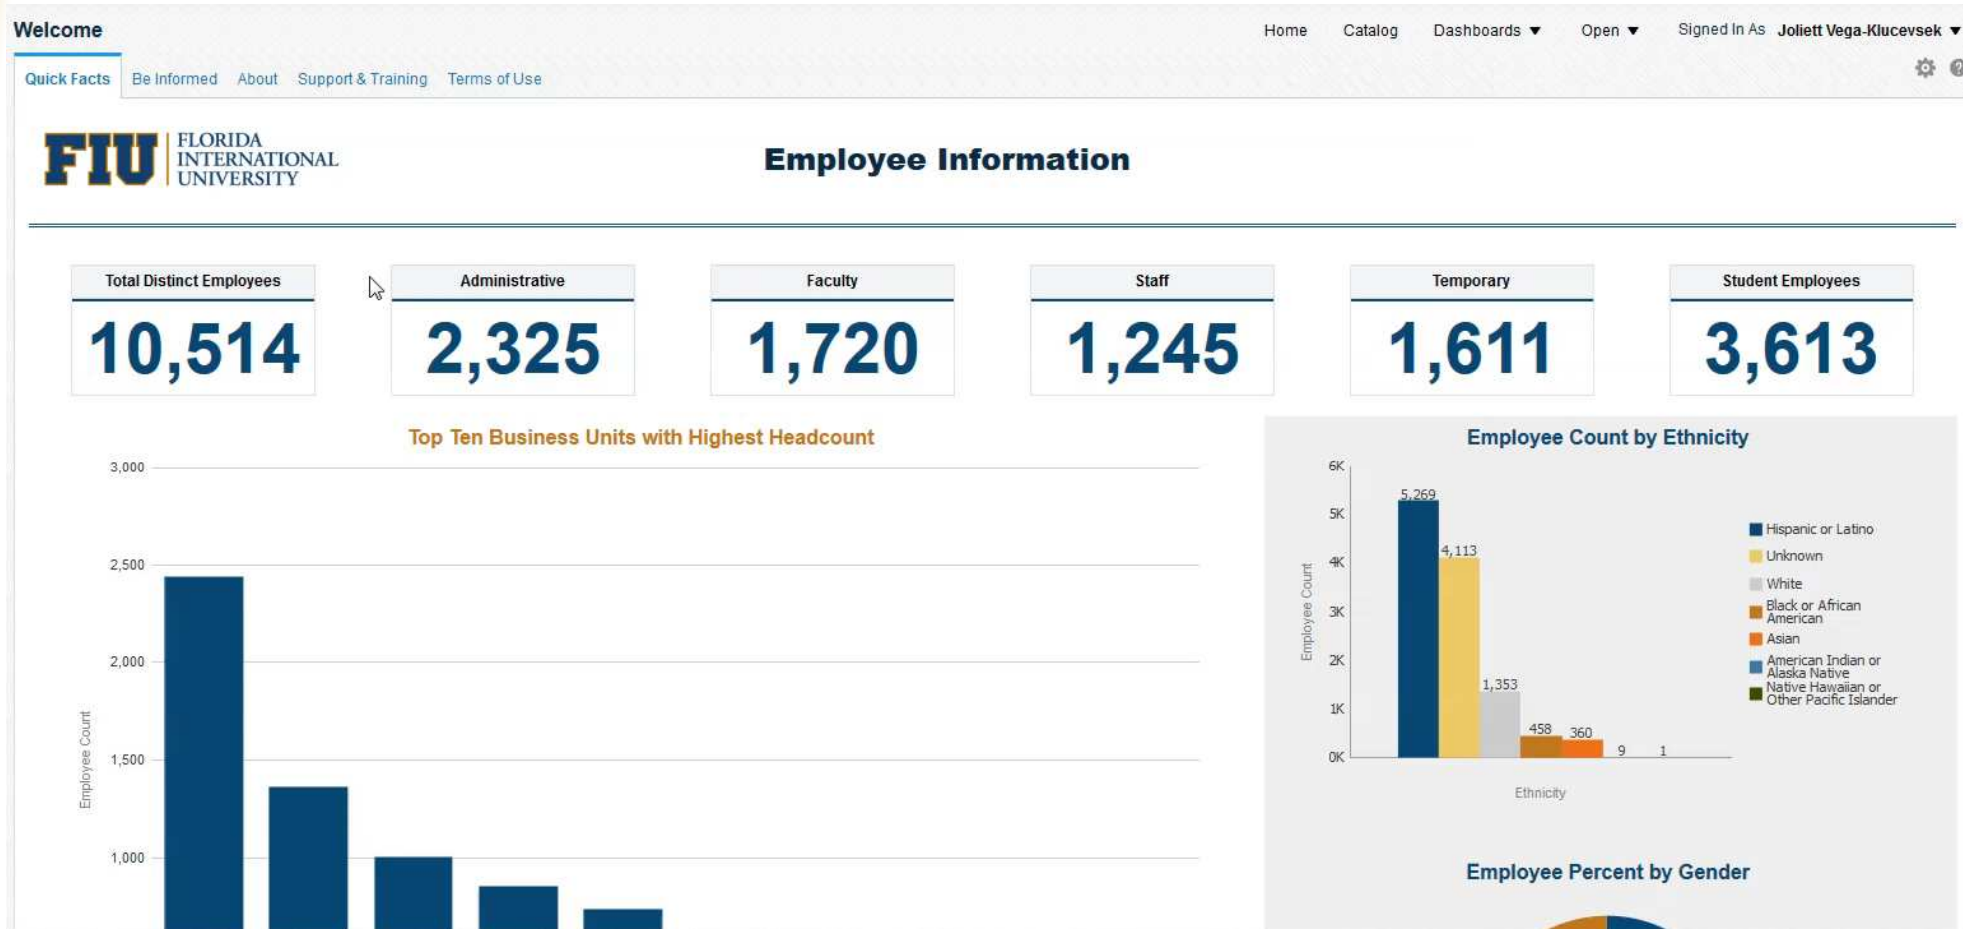 Welcome
Home Catalog Dashboards Open Signed In As Joliett Vega-Klucevsek
Quick Facts Be Informed About Support & Training Terms of Use
FIU
FLORIDA
INTERNATIONAL
UNIVERSITY
Employee Information
Total Distinct Employees
10,514
Administrative
2,325
Faculty
1,720
Staff
1,245
Temporary
1,611
Student Employees
3,613
Top Ten Business Units with Highest Headcount
3,000
2,500
2,000
1,500
1,000
Employee Count
Employee Count by Ethnicity
6K
5K
4K
3K
2K
1K
0K
Employee Count
5,269
4,113
1,353
458
360
9
1
Ethnicity
Hispanic or Latino
Unknown
White
Black or African
American
Asian
American Indian or
Alaska Native
Native Hawaiian or
Other Pacific Islander
Employee Percent by Gender